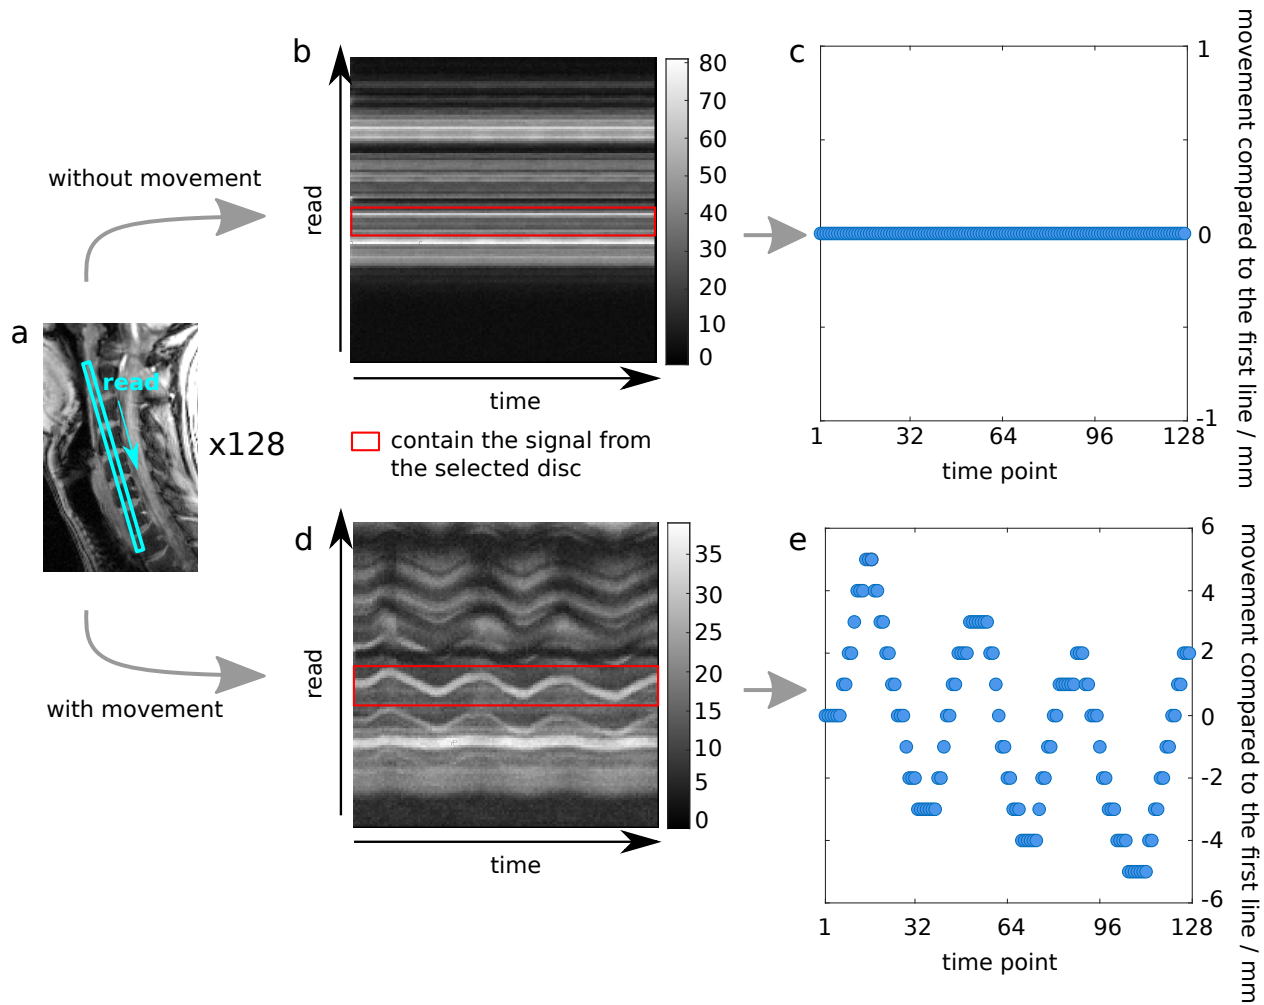 b
80
70
60
50
40
30
20
10
0
read
time
without movement
c
1
0
-1
1
32
64
96
128
time point
movement compared to the first line / mm
a
read
x128
contain the signal from
the selected disc
with movement
d
35
30
25
20
15
10
5
0
read
time
e
6
4
2
0
-2
-4
-6
1
32
64
96
128
time point
movement compared to the first line / mm